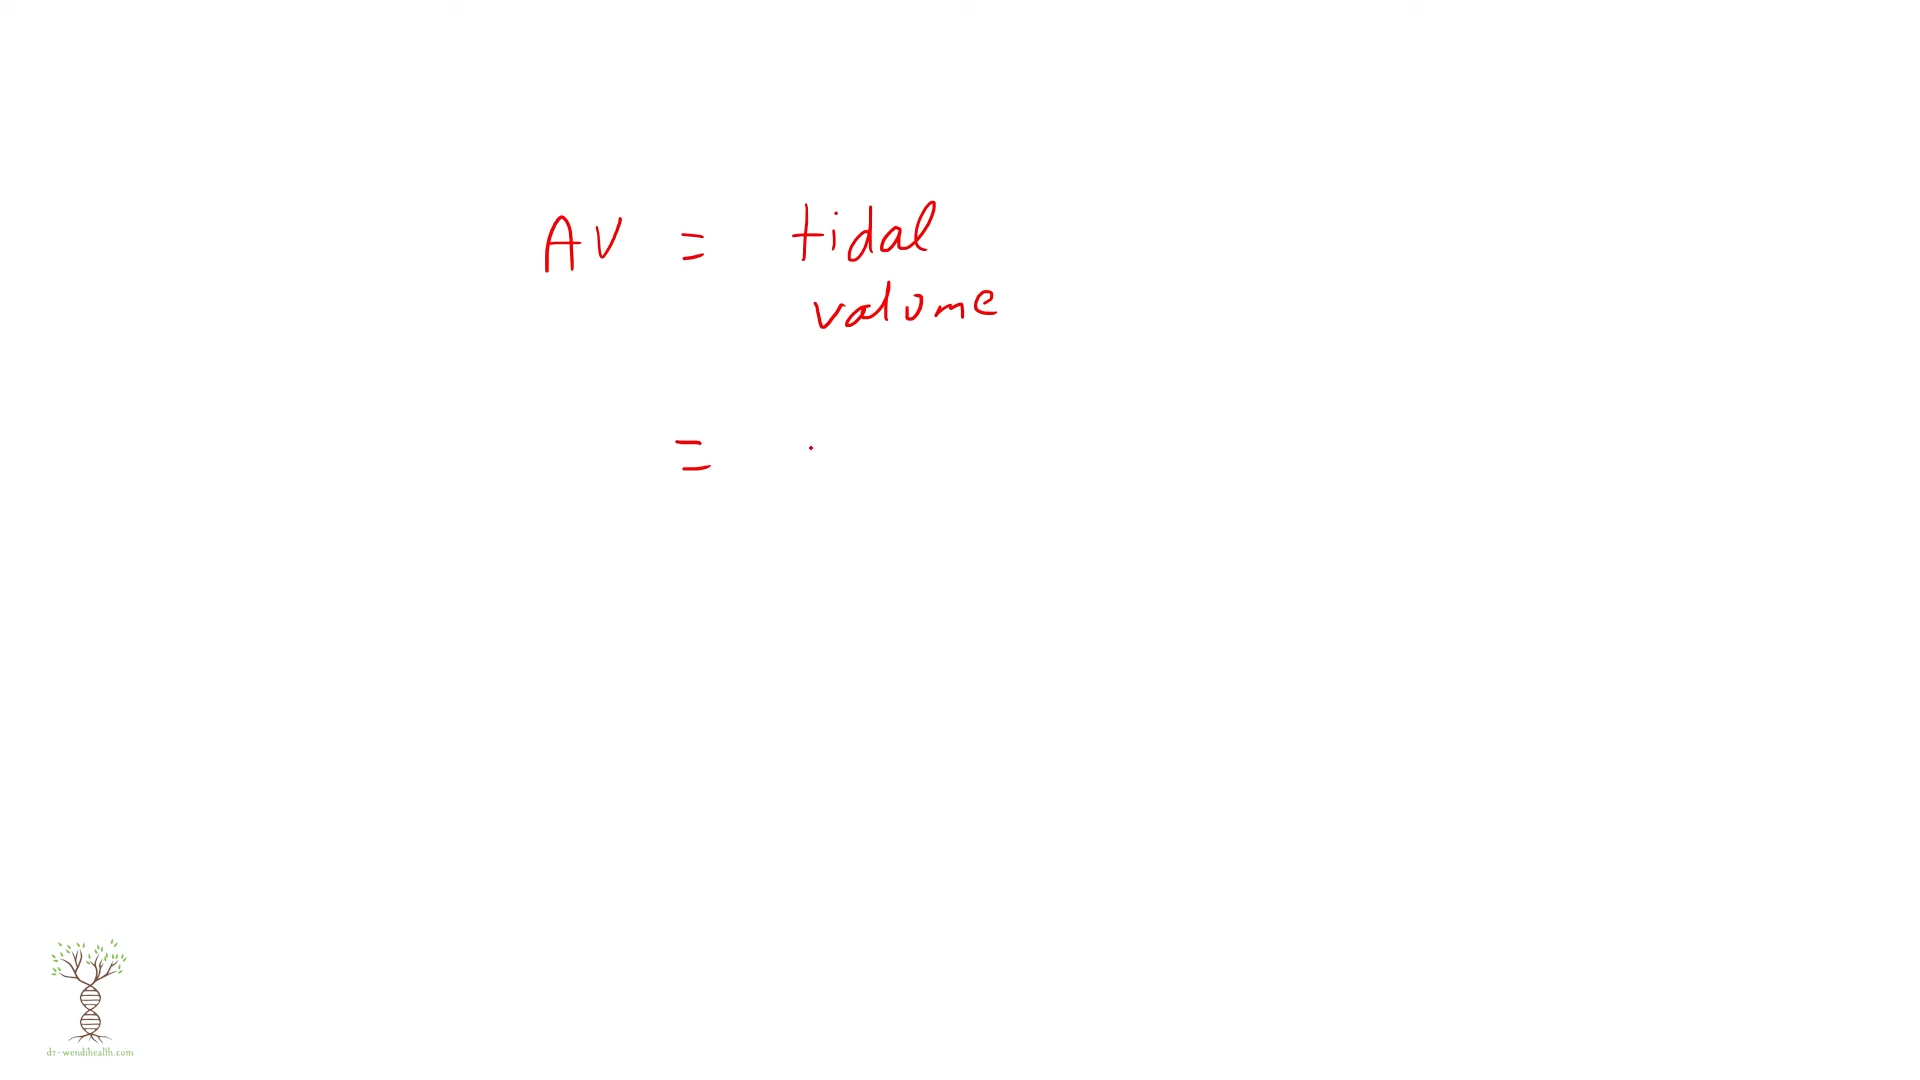 AV = tidal
volume
=
dr-wendihealth.com